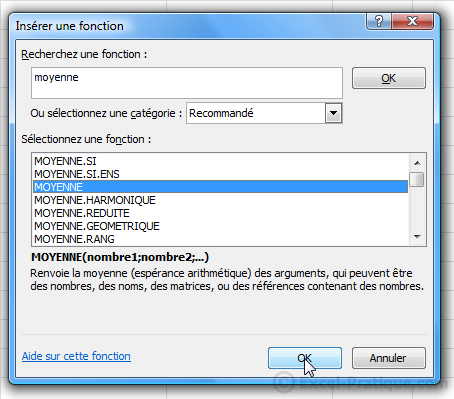 Insérer une fonction
Recherchez une fonction :
moyenne
OK
Ou sélectionnez une catégorie :
Recommandé
Sélectionnez une fonction :
MOYENNE.SI
MOYENNE.SI.ENS
MOYENNE
MOYENNE.HARMONIQUE
MOYENNE.REDUITE
MOYENNE.GEOMETRIQUE
MOYENNE.RANG
MOYENNE(nombre1;nombre2;...)
Renvoie la moyenne (espérance arithmétique) des arguments, qui peuvent être
des nombres, des noms, des matrices, ou des références contenant des nombres.
Aide sur cette fonction
OK
Annuler
© Excel-Pratique.com